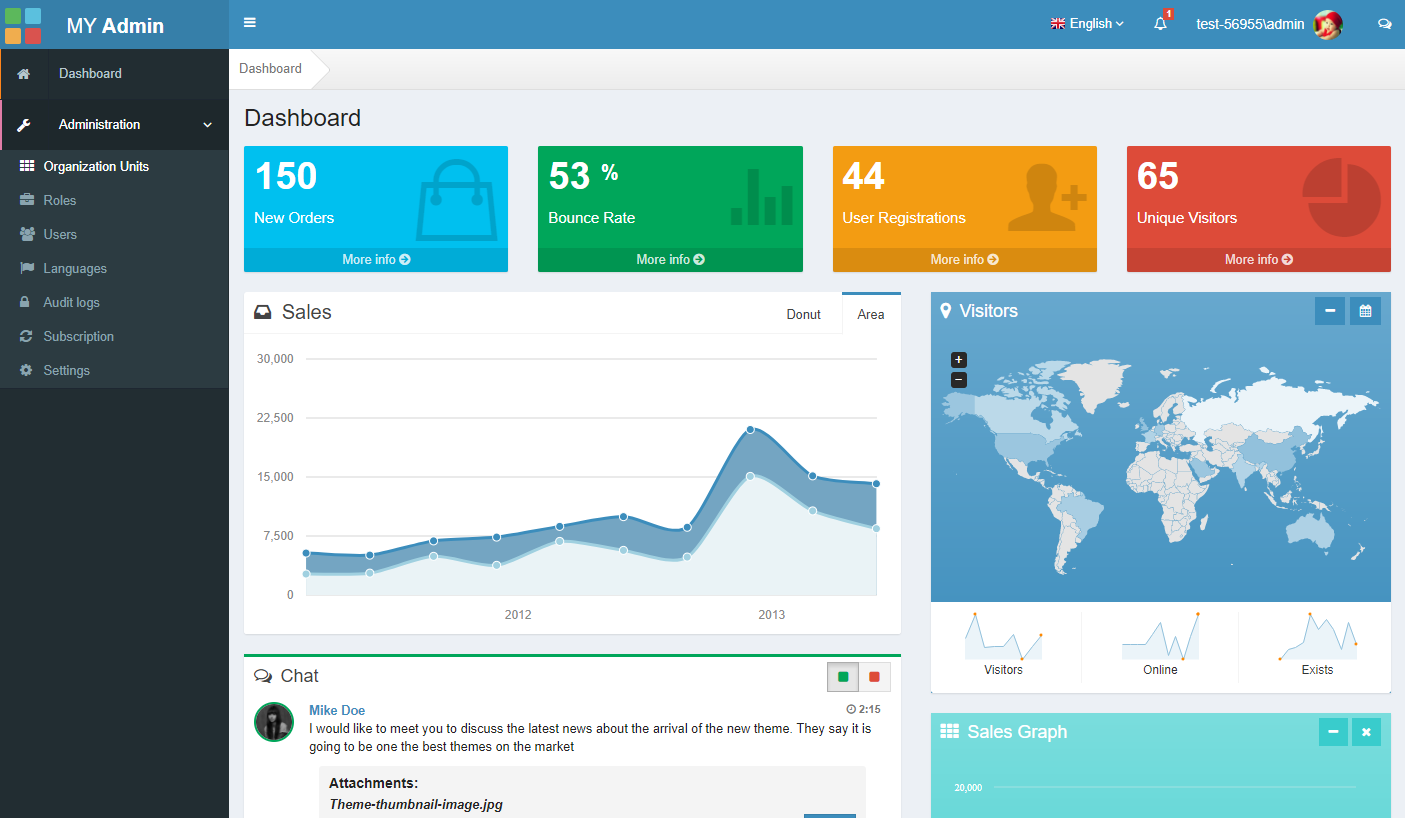 MY Admin
English
1
test-56955\admin
Dashboard
Administration
Organization Units
Roles
Users
Languages
Audit logs
Subscription
Settings
Dashboard
Dashboard
150
New Orders
More info
53 %
Bounce Rate
More info
44
User Registrations
More info
65
Unique Visitors
More info
Sales
Donut
Area
30,000
22,500
15,000
7,500
0
2012
2013
Visitors
+
−
Visitors
Online
Exists
Chat
Mike Doe
2:15
I would like to meet you to discuss the latest news about the arrival of the new theme. They say it is
going to be one the best themes on the market
Attachments:
Theme-thumbnail-image.jpg
Sales Graph
20,000